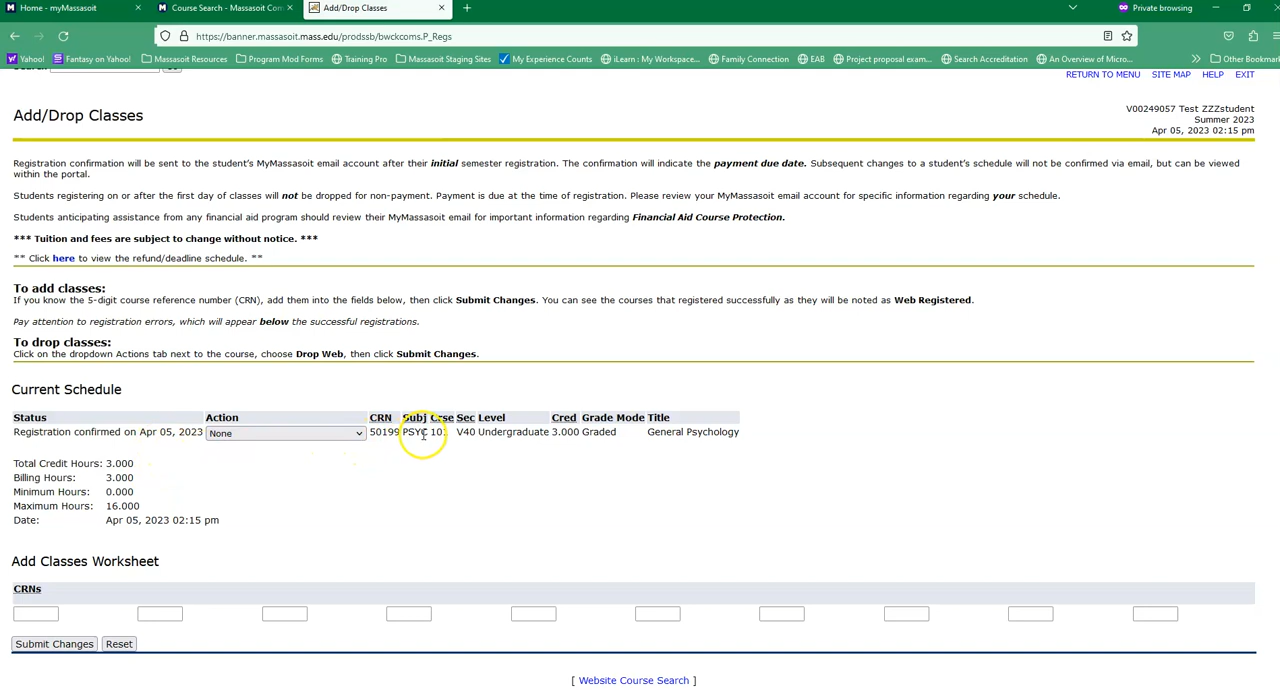 Home - myMassasoit
Course Search - Massasoit Com
Add/Drop Classes
Private browsing
https://banner.massasoit.mass.edu/prodssb/bwckcoms.P_Regs
Yahoo!
Fantasy on Yahoo!
Massasoit Resources
Program Mod Forms
Training Pro
Massasoit Staging Sites
My Experience Counts
iLearn : My Workspace...
Family Connection
EAB
Project proposal exam...
Search Accreditation
An Overview of Micro...
Other Bookmark
RETURN TO MENU SITE MAP HELP EXIT
Add/Drop Classes
V00249057 Test ZZZstudent
Summer 2023
Apr 05, 2023 02:15 pm
Registration confirmation will be sent to the student's MyMassasoit email account after their initial semester registration. The confirmation will indicate the payment due date. Subsequent changes to a student's schedule will not be confirmed via email, but can be viewed
within the portal.
Students registering on or after the first day of classes will not be dropped for non-payment. Payment is due at the time of registration. Please review your MyMassasoit email account for specific information regarding your schedule.
Students anticipating assistance from any financial aid program should review their MyMassasoit email for important information regarding Financial Aid Course Protection.
*** Tuition and fees are subject to change without notice. ***
** Click here to view the refund/deadline schedule. **
To add classes:
If you know the 5-digit course reference number (CRN), add them into the fields below, then click Submit Changes. You can see the courses that registered successfully as they will be noted as Web Registered.
Pay attention to registration errors, which will appear below the successful registrations.
To drop classes:
Click on the dropdown Actions tab next to the course, choose Drop Web, then click Submit Changes.
Current Schedule
Status Action CRN Subj Crse Sec Level Cred Grade Mode Title
Registration confirmed on Apr 05, 2023 None 50199 PSYC V40 Undergraduate 3.000 Graded General Psychology
Total Credit Hours: 3.000
Billing Hours: 3.000
Minimum Hours: 0.000
Maximum Hours: 16.000
Date: Apr 05, 2023 02:15 pm
Add Classes Worksheet
CRNs
Submit Changes Reset
[ Website Course Search ]